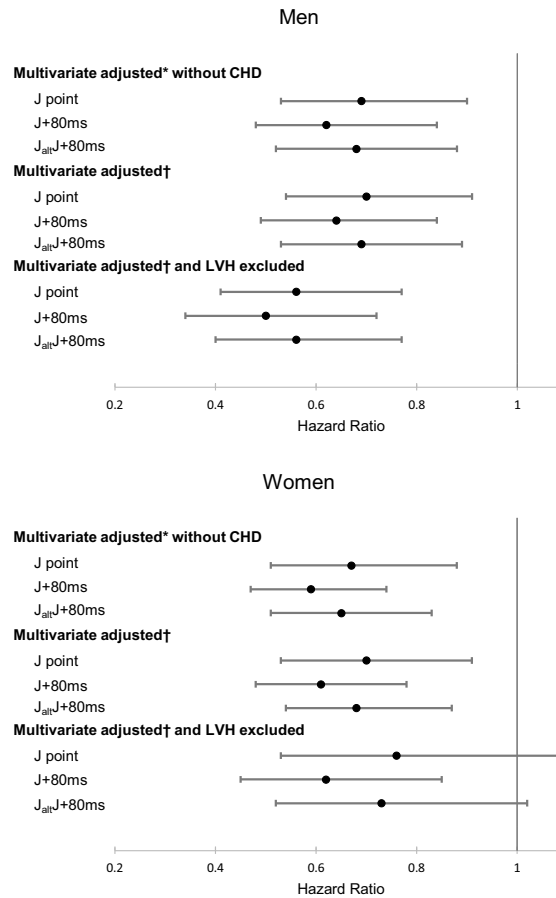 Men
Multivariate adjusted* without CHD
J point
J+80ms
JaltJ+80ms
Multivariate adjusted†
J point
J+80ms
JaltJ+80ms
Multivariate adjusted† and LVH excluded
J point
J+80ms
JaltJ+80ms
0.2 0.4 0.6 0.8 1
Hazard Ratio
Women
Multivariate adjusted* without CHD
J point
J+80ms
JaltJ+80ms
Multivariate adjusted†
J point
J+80ms
JaltJ+80ms
Multivariate adjusted† and LVH excluded
J point
J+80ms
JaltJ+80ms
0.2 0.4 0.6 0.8 1
Hazard Ratio